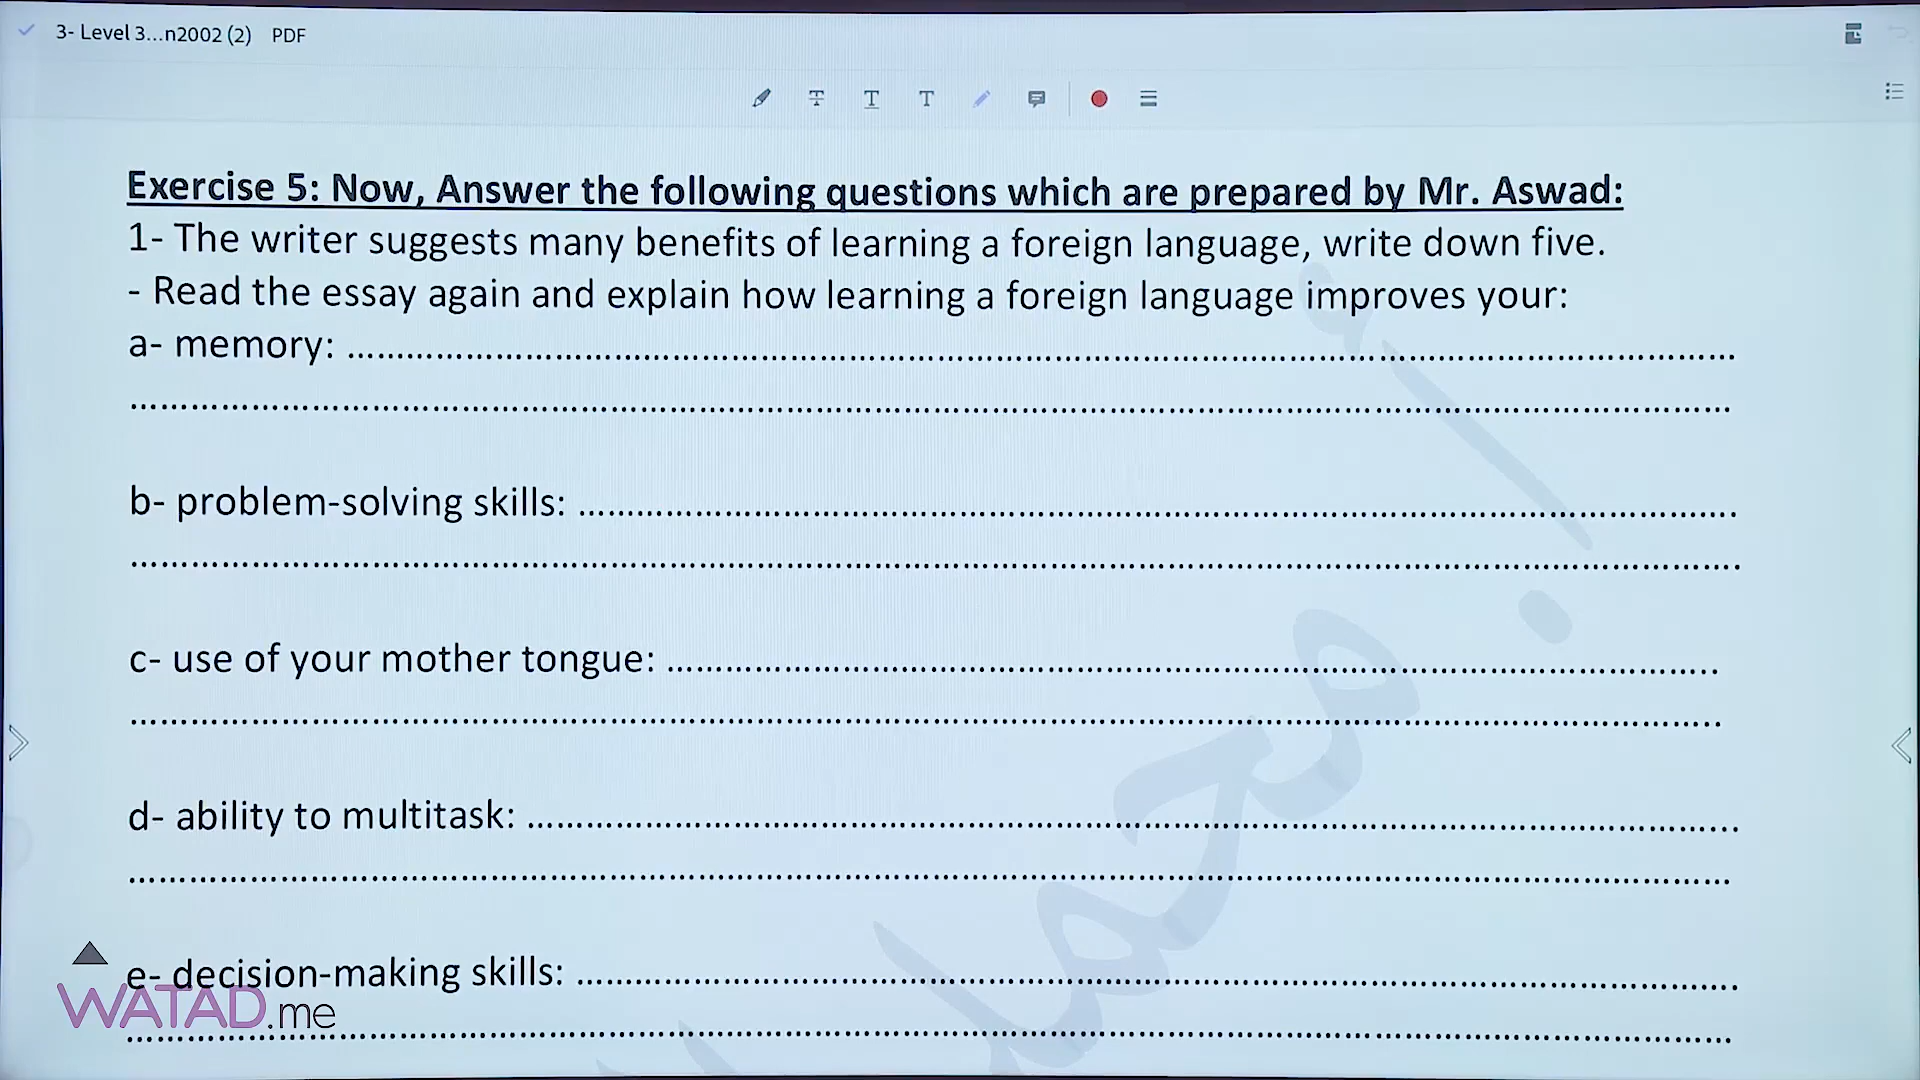 3- Level 3...n2002 (2) PDF
Exercise 5: Now, Answer the following questions which are prepared by Mr. Aswad:
1- The writer suggests many benefits of learning a foreign language, write down five.
- Read the essay again and explain how learning a foreign language improves your:
a- memory: ........................................................................
........................................................................
b- problem-solving skills: ........................................................................
........................................................................
c- use of your mother tongue: ........................................................................
........................................................................
d- ability to multitask: ........................................................................
........................................................................
e- decision-making skills: ........................................................................
WATAD.me
........................................................................